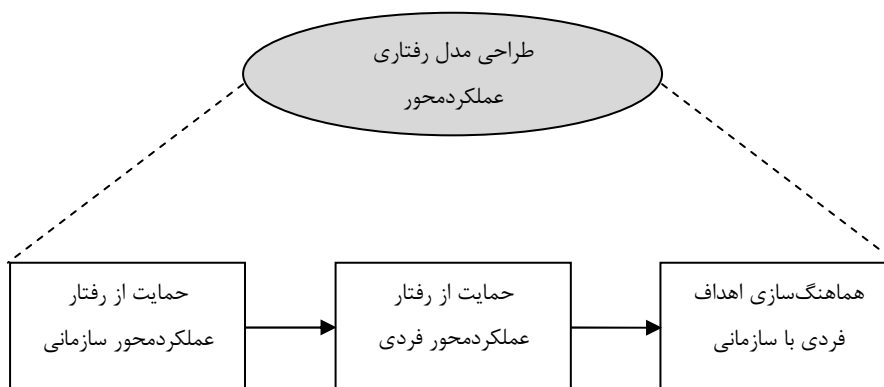 طراحی مدل رفتاری
عملکردمحور
حمایت از رفتار
عملکردمحور سازمانی
حمایت از رفتار
عملکردمحور فردی
هماهنگ‌سازی اهداف
فردی با سازمانی